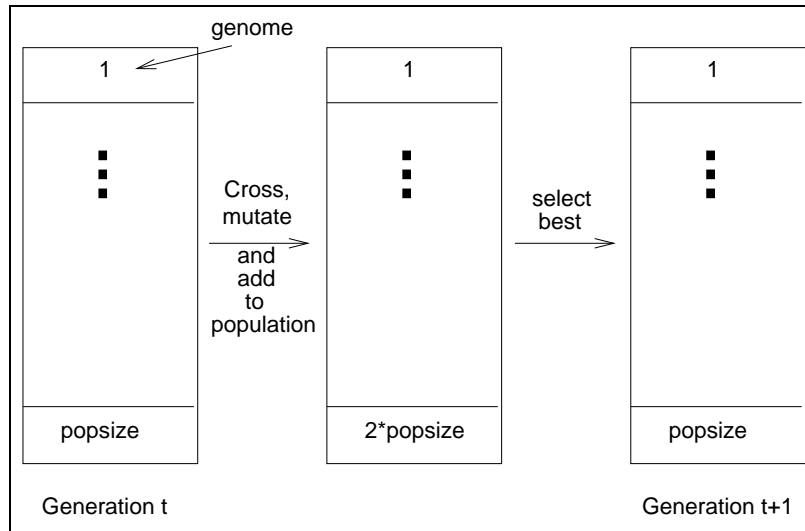 genome
1
1
1
Cross,
mutate
and
add
to
population
select
best
popsize
2*popsize
popsize
Generation t
Generation t+1